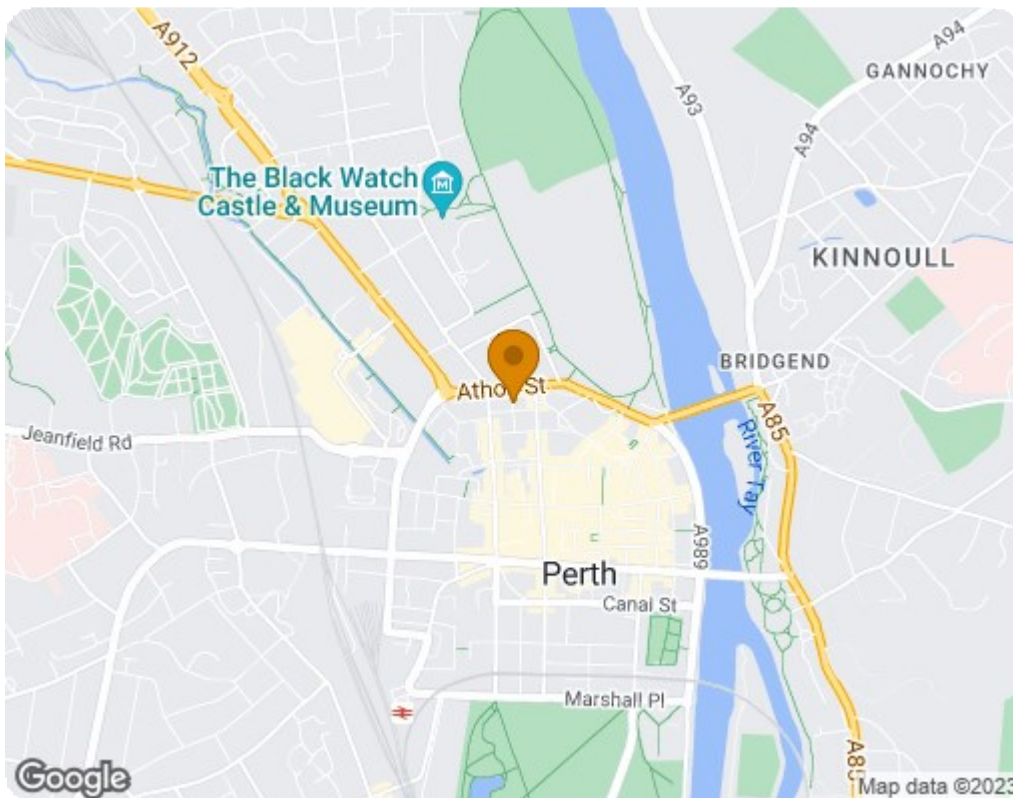 A912
A94
GANNOCHY
A93
A94
The Black Watch
Castle & Museum
KINNOULL
BRIDGEND
Athol St
A85
Jeanfield Rd
River Tay
A989
Perth
Canal St
Marshall Pl
A85
Google
Map data ©2023